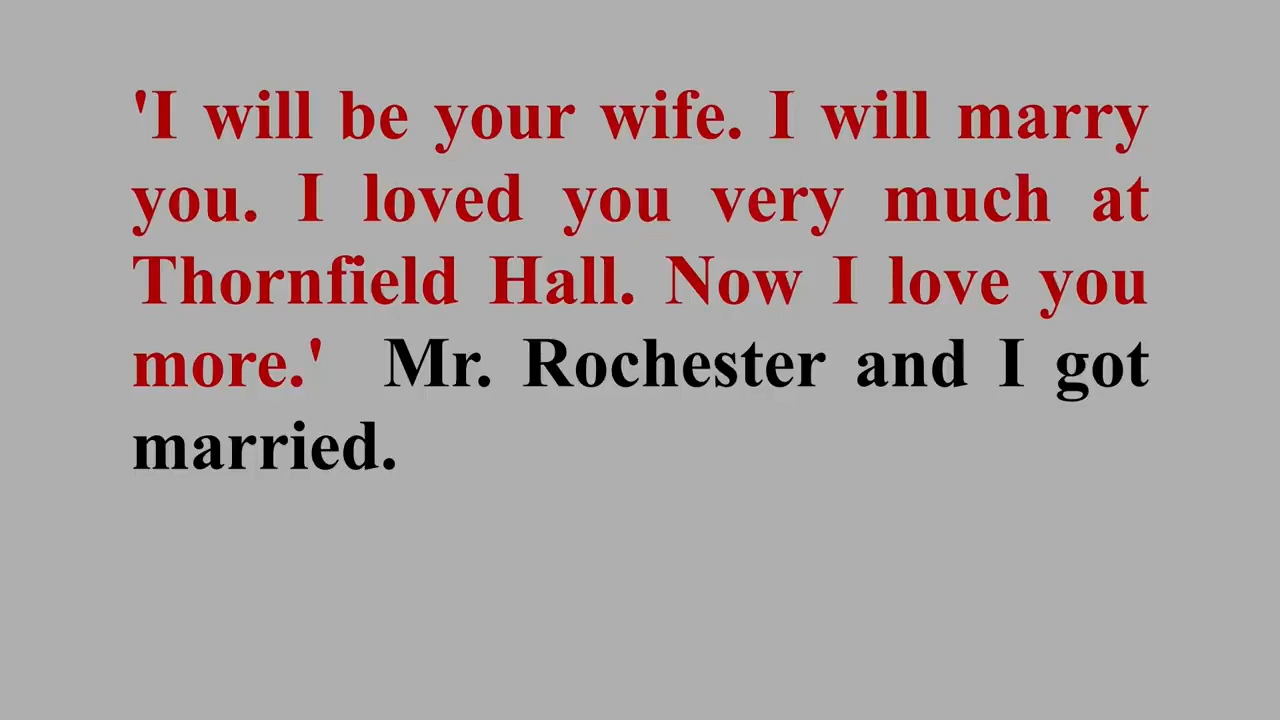 'I will be your wife. I will marry
you. I loved you very much at
Thornfield Hall. Now I love you
more.' Mr. Rochester and I got
married.